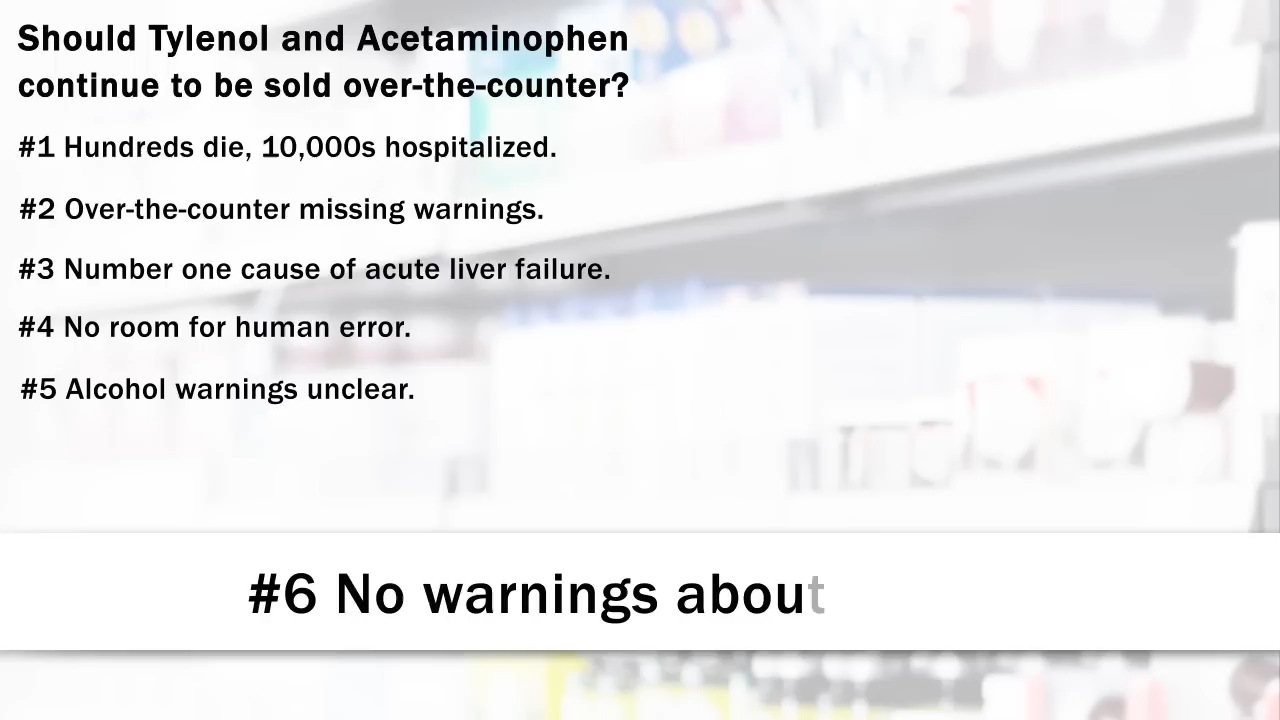 Should Tylenol and Acetaminophen
continue to be sold over-the-counter?
#1 Hundreds die, 10,000s hospitalized.
#2 Over-the-counter missing warnings.
#3 Number one cause of acute liver failure.
#4 No room for human error.
#5 Alcohol warnings unclear.
#6 No warnings about